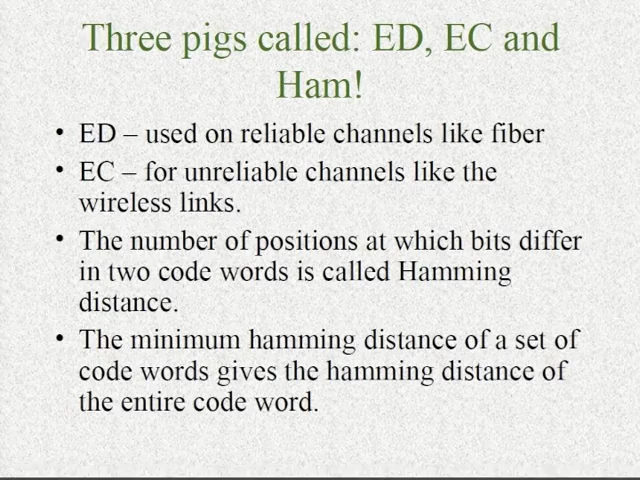 Three pigs called: ED, EC and
Ham!
• ED – used on reliable channels like fiber
• EC – for unreliable channels like the
wireless links.
• The number of positions at which bits differ
in two code words is called Hamming
distance.
• The minimum hamming distance of a set of
code words gives the hamming distance of
the entire code word.